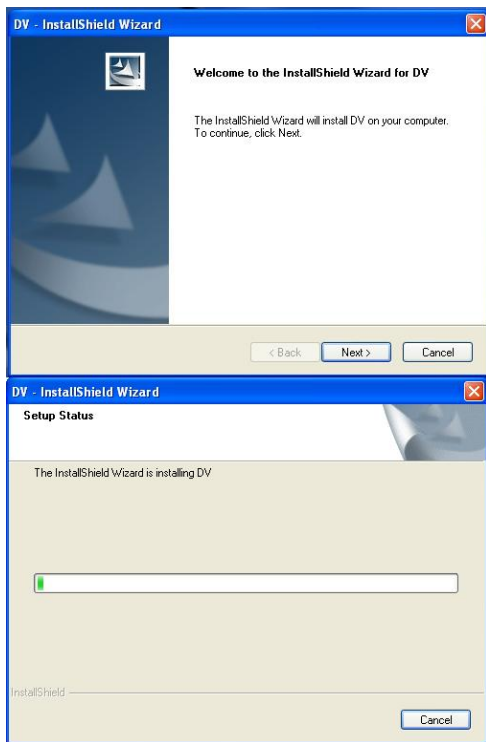 DV - InstallShield Wizard
Welcome to the InstallShield Wizard for DV
The InstallShield Wizard will install DV on your computer.
To continue, click Next.
< Back
Next >
Cancel
DV - InstallShield Wizard
Setup Status
The InstallShield Wizard is installing DV
InstallShield
Cancel